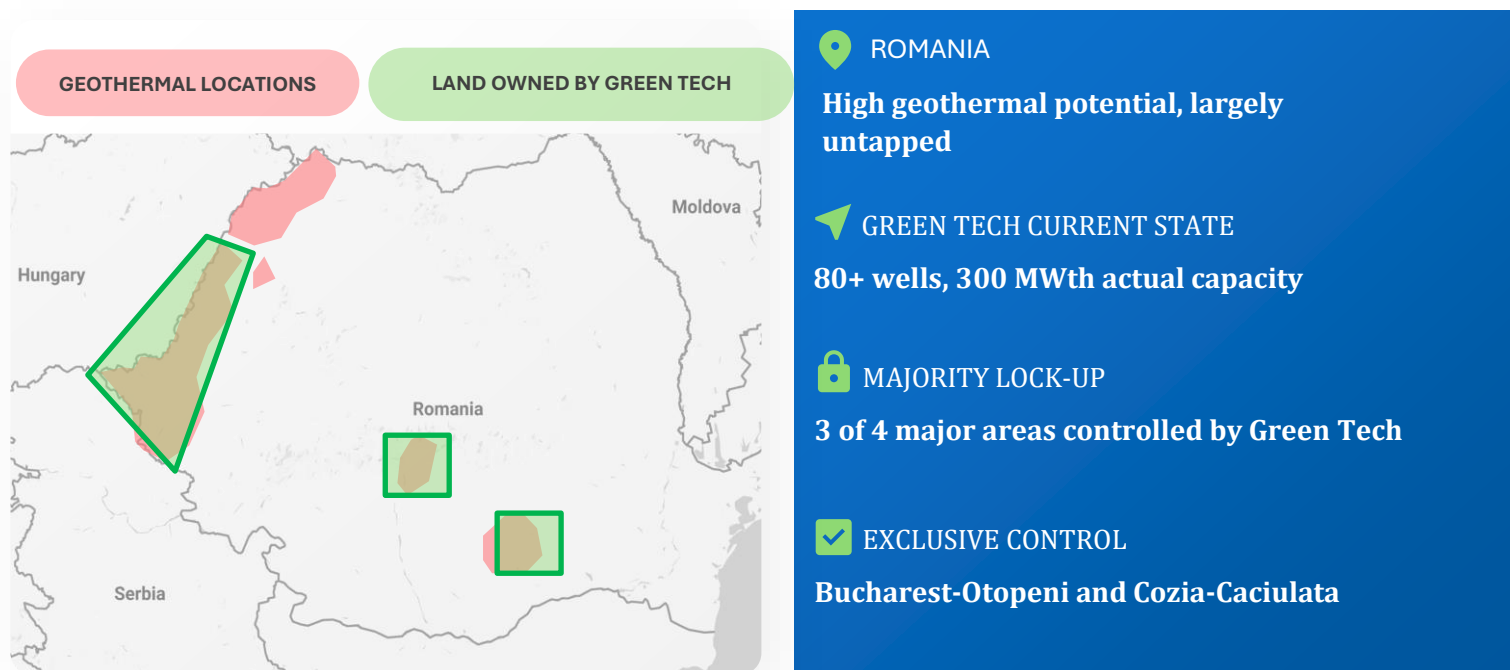 GEOTHERMAL LOCATIONS
LAND OWNED BY GREEN TECH
Moldova
Hungary
Romania
Serbia
ROMANIA
High geothermal potential, largely
untapped
GREEN TECH CURRENT STATE
80+ wells, 300 MWth actual capacity
MAJORITY LOCK-UP
3 of 4 major areas controlled by Green Tech
EXCLUSIVE CONTROL
Bucharest-Otopeni and Cozia-Caciulata